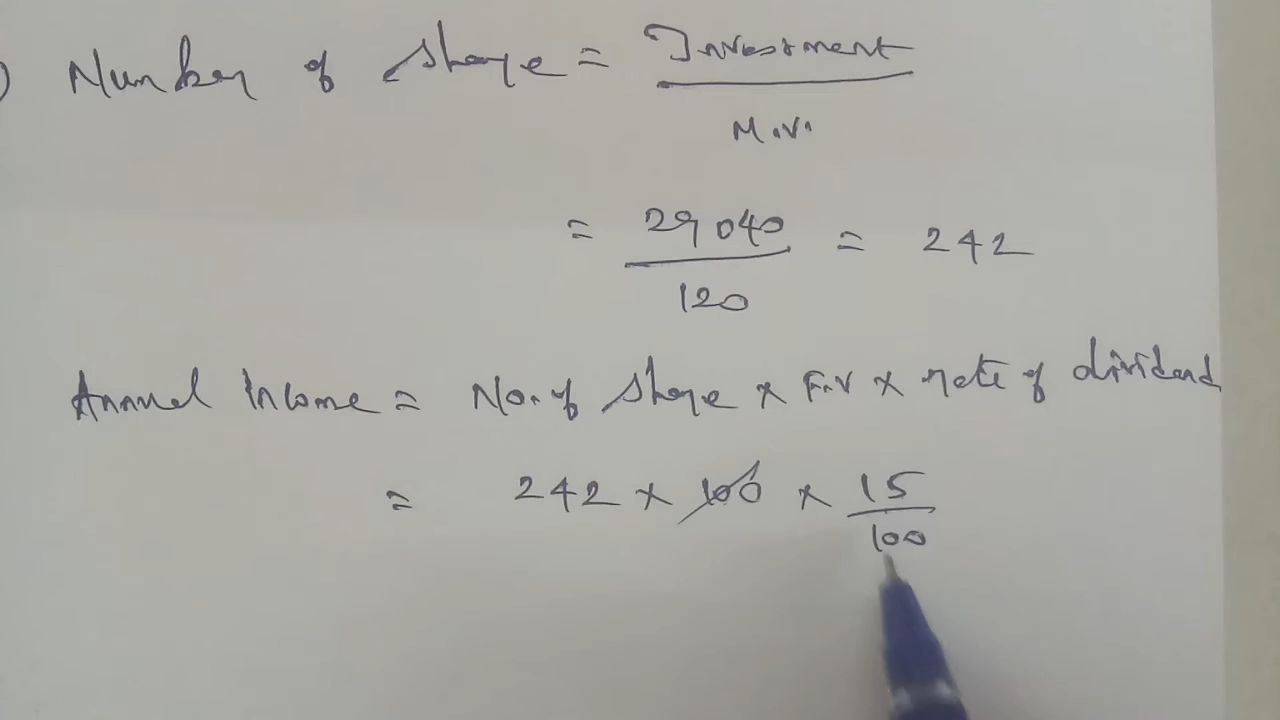 ) Number of share = Investment
M.V.
= 29040 = 242
120
Annual Income = No. of share × F.V × rate of dividend
= 242 × 100 × 15
100